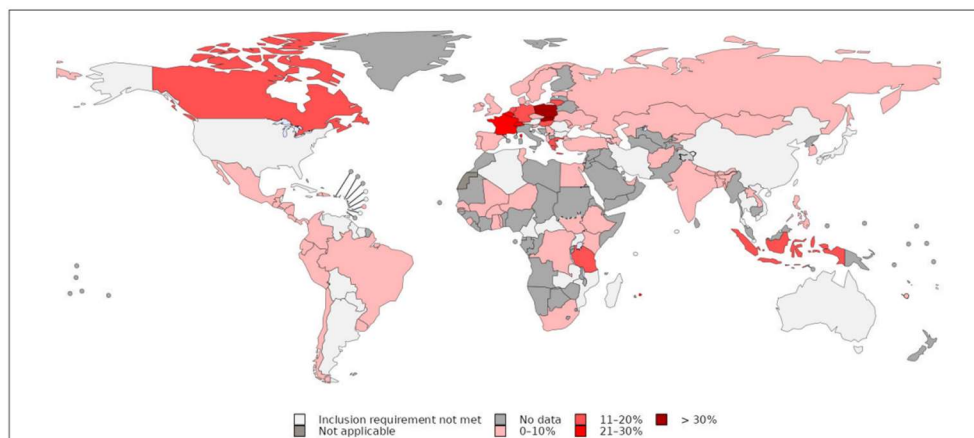 Inclusion requirement not met
Not applicable
No data
0–10%
11–20%
21–30%
> 30%